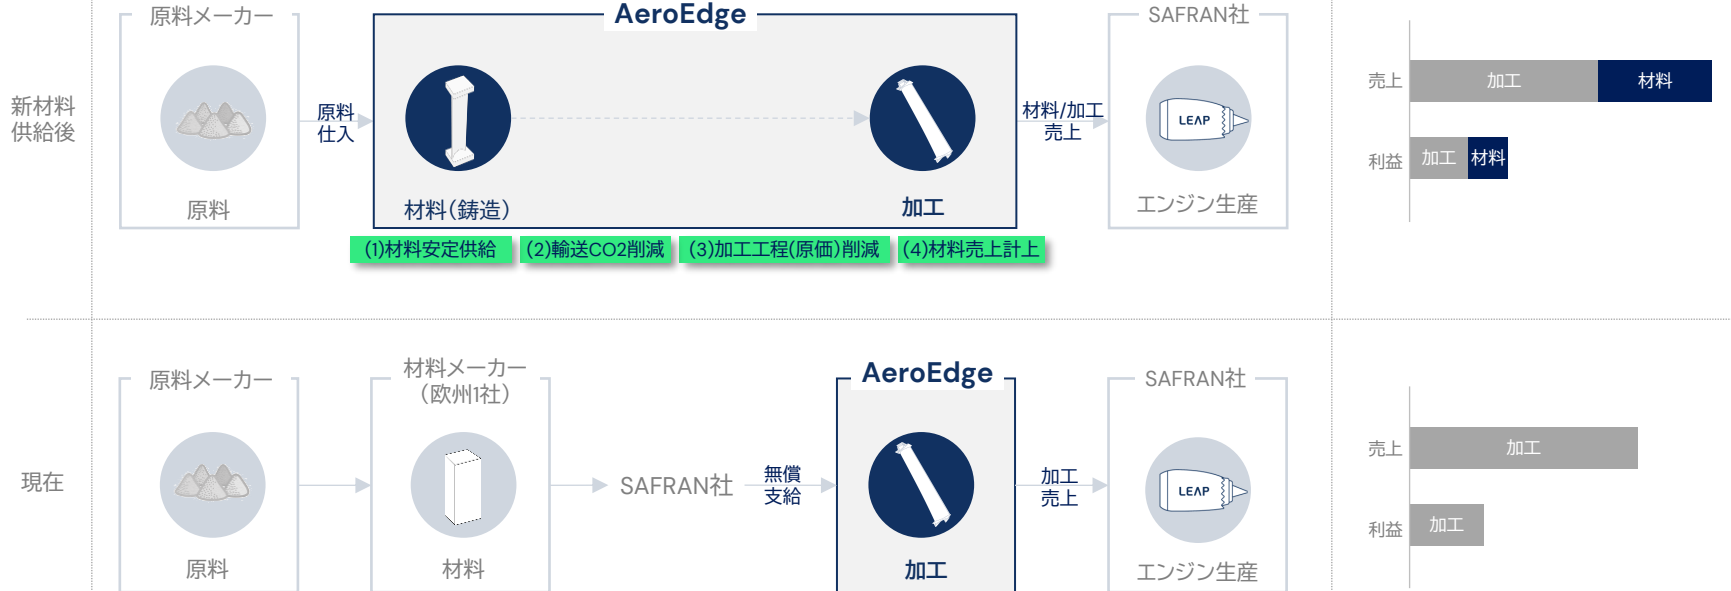 新材料
供給後
原料メーカー
原料
原料
仕入
AeroEdge
材料(鋳造)
加工
材料/加工
売上
SAFRAN社
LEAP
エンジン生産
(1)材料安定供給
(2)輸送CO2削減
(3)加工工程(原価)削減
(4)材料売上計上
売上
加工
材料
利益
加工
材料
現在
原料メーカー
原料
材料メーカー
(欧州1社)
材料
SAFRAN社
無償
支給
AeroEdge
加工
加工
売上
SAFRAN社
LEAP
エンジン生産
売上
加工
利益
加工